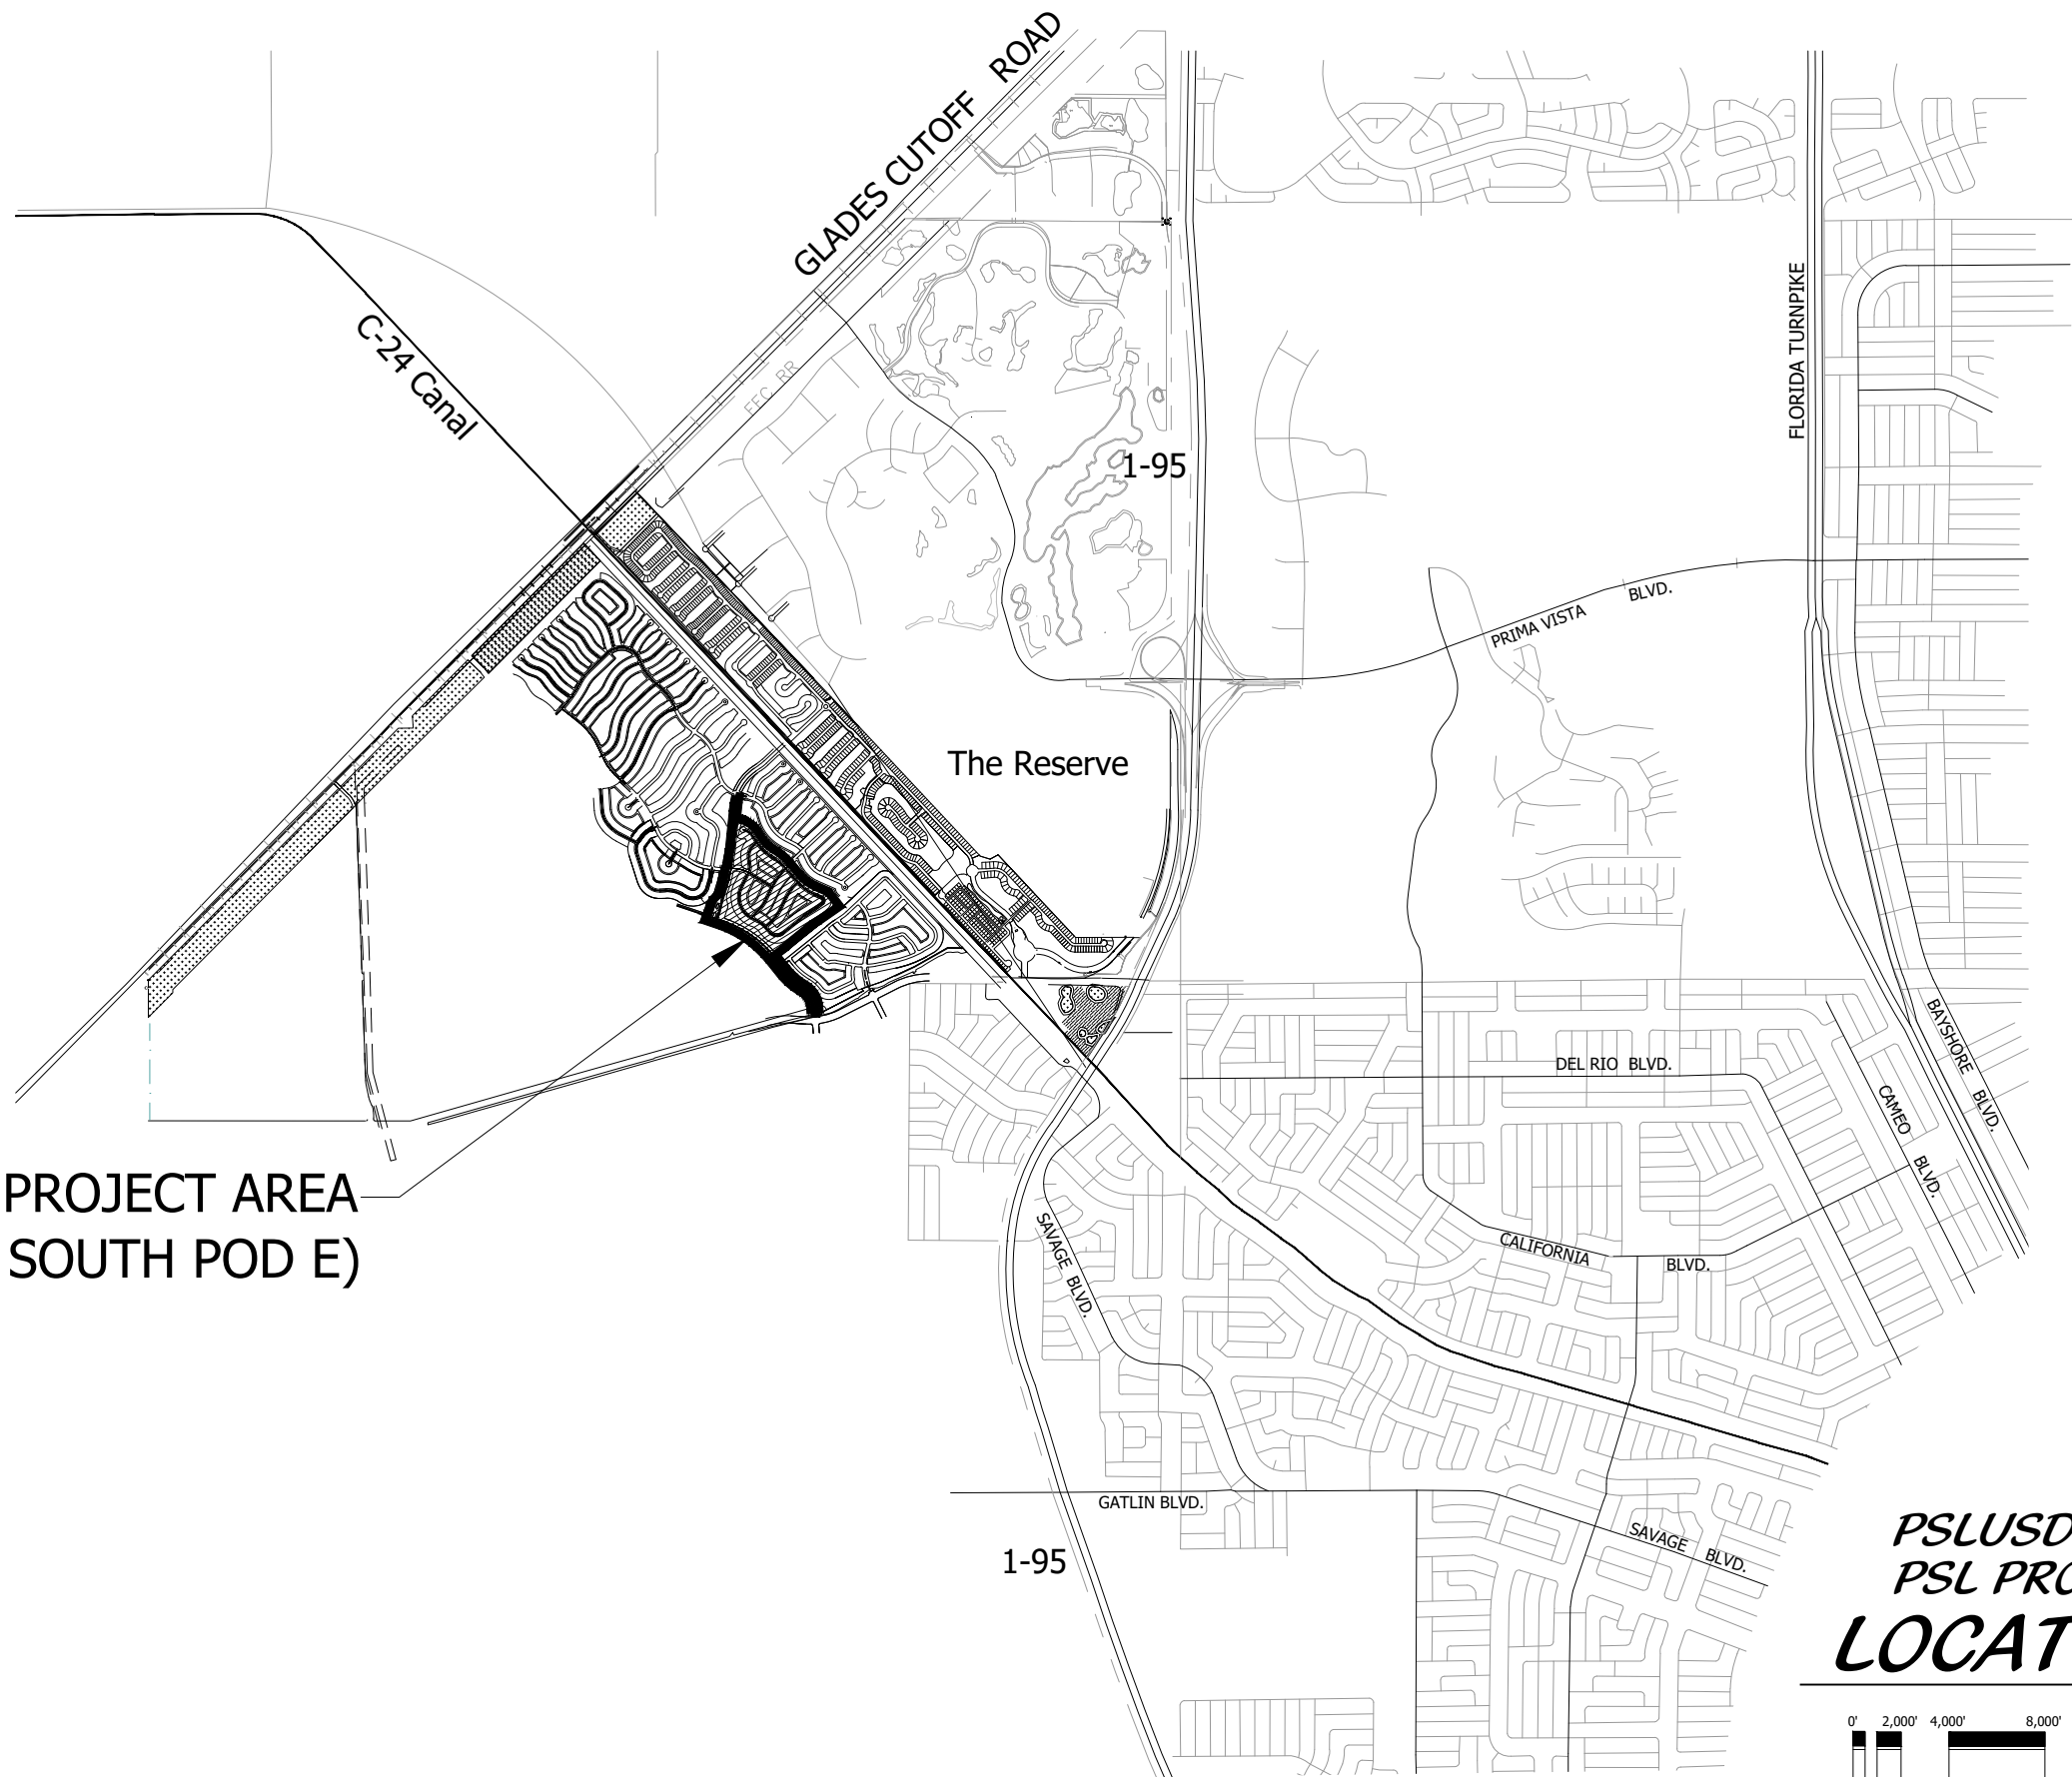 GLADES CUTOFF ROAD
C-24 Canal
FEC RR
FLORIDA TURNPIKE
1-95
PRIMA VISTA BLVD.
The Reserve
DEL RIO BLVD.
BAYSHORE BLVD.
CAMEO BLVD.
PROJECT AREA
SOUTH POD E)
SAVAGE BLVD.
CALIFORNIA BLVD.
GATLIN BLVD.
SAVAGE BLVD.
1-95
PSLUSD
PSL PRO
LOCAT
0' 2,000' 4,000' 8,000'